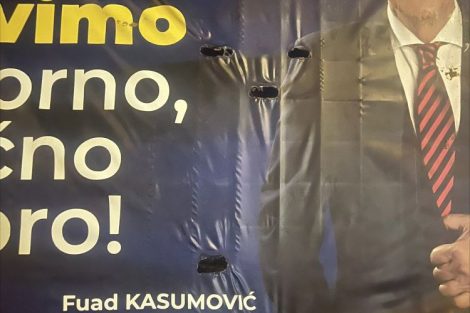 vimo
orno,
čno
oro!
Fuad KASUMOVIĆ